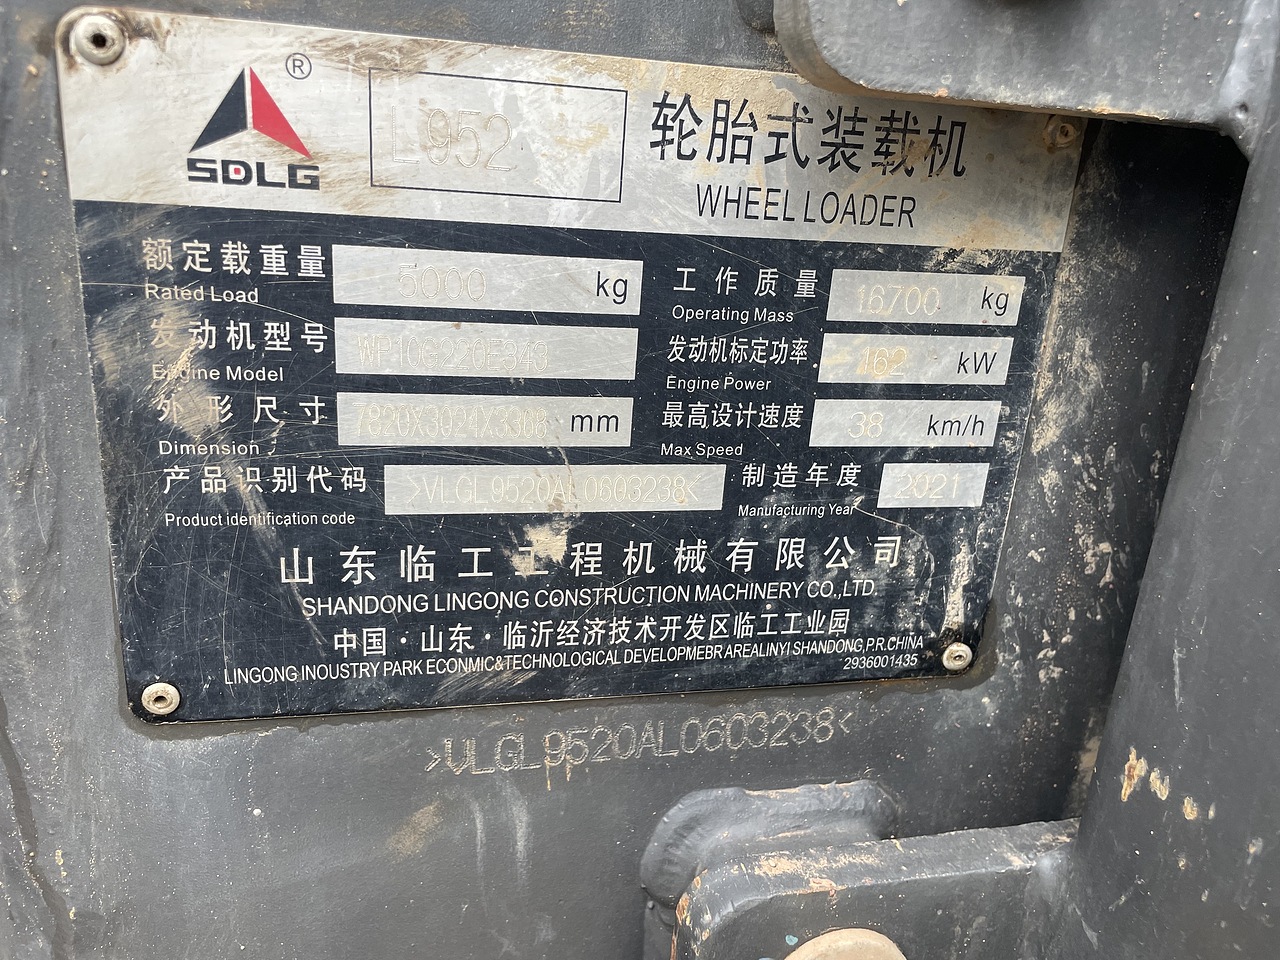 ®
SDLG
L952
轮胎式装载机
WHEEL LOADER
额定载重量 5000 kg
Rated Load
工作质量 16700 kg
Operating Mass
发动机型号 WP10G220E343
Engine Model
发动机标定功率 162 kW
Engine Power
外形尺寸 7820X3024X3368 mm
Dimension
最高设计速度 38 km/h
Max Speed
产品识别代码 >VLGL9520AL0603238<
Product identification code
制造年度 2021
Manufacturing Year
山东临工工程机械有限公司
SHANDONG LINGONG CONSTRUCTION MACHINERY CO.,LTD.
中国·山东·临沂经济技术开发区临工工业园
LINGONG INOUSTRY PARK ECONMIC&TECHNOLOGICAL DEVELOPMEBR AREALINYI SHANDONG,P.R.CHINA
2936001435
>VLGL9520AL0603238<